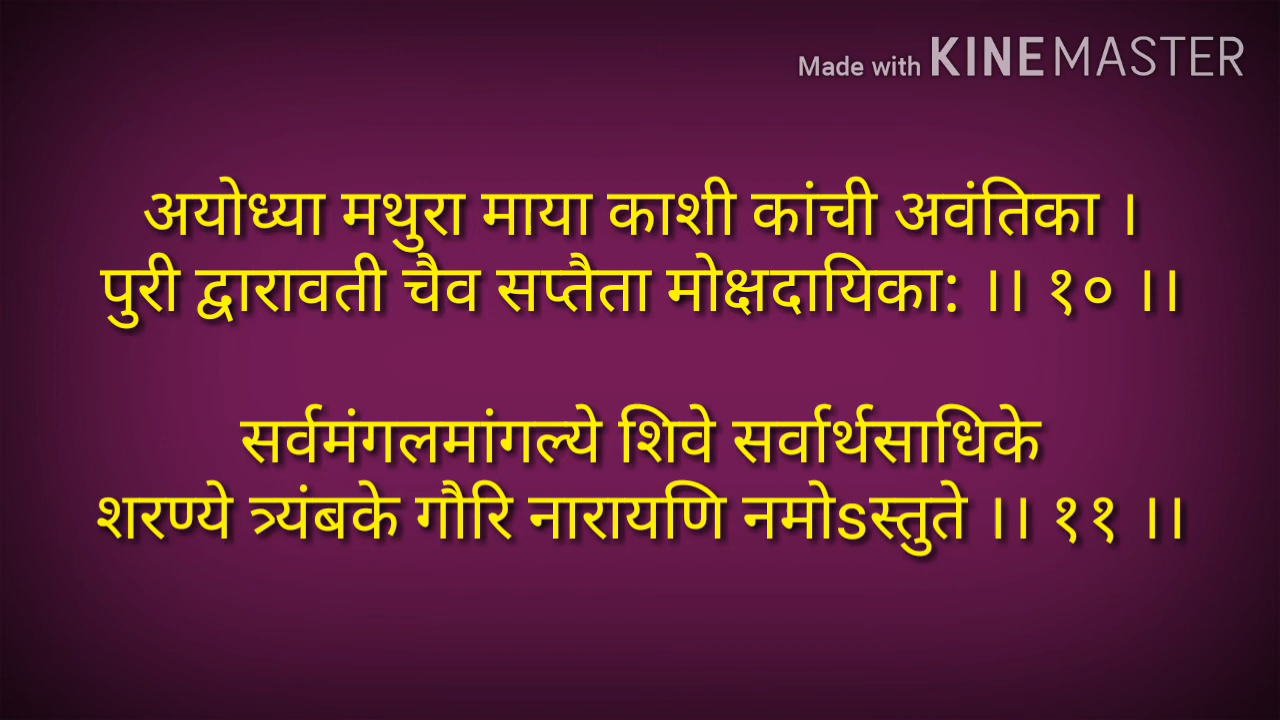 Made with KINEMASTER
अयोध्या मथुरा माया काशी कांची अवंतिका ।
पुरी द्वारावती चैव सप्तैता मोक्षदायिका: ।। १० ।।
सर्वमंगलमांगल्ये शिवे सर्वार्थसाधिके
शरण्ये त्र्यंबके गौरि नारायणि नमोsस्तुते ।। ११ ।।